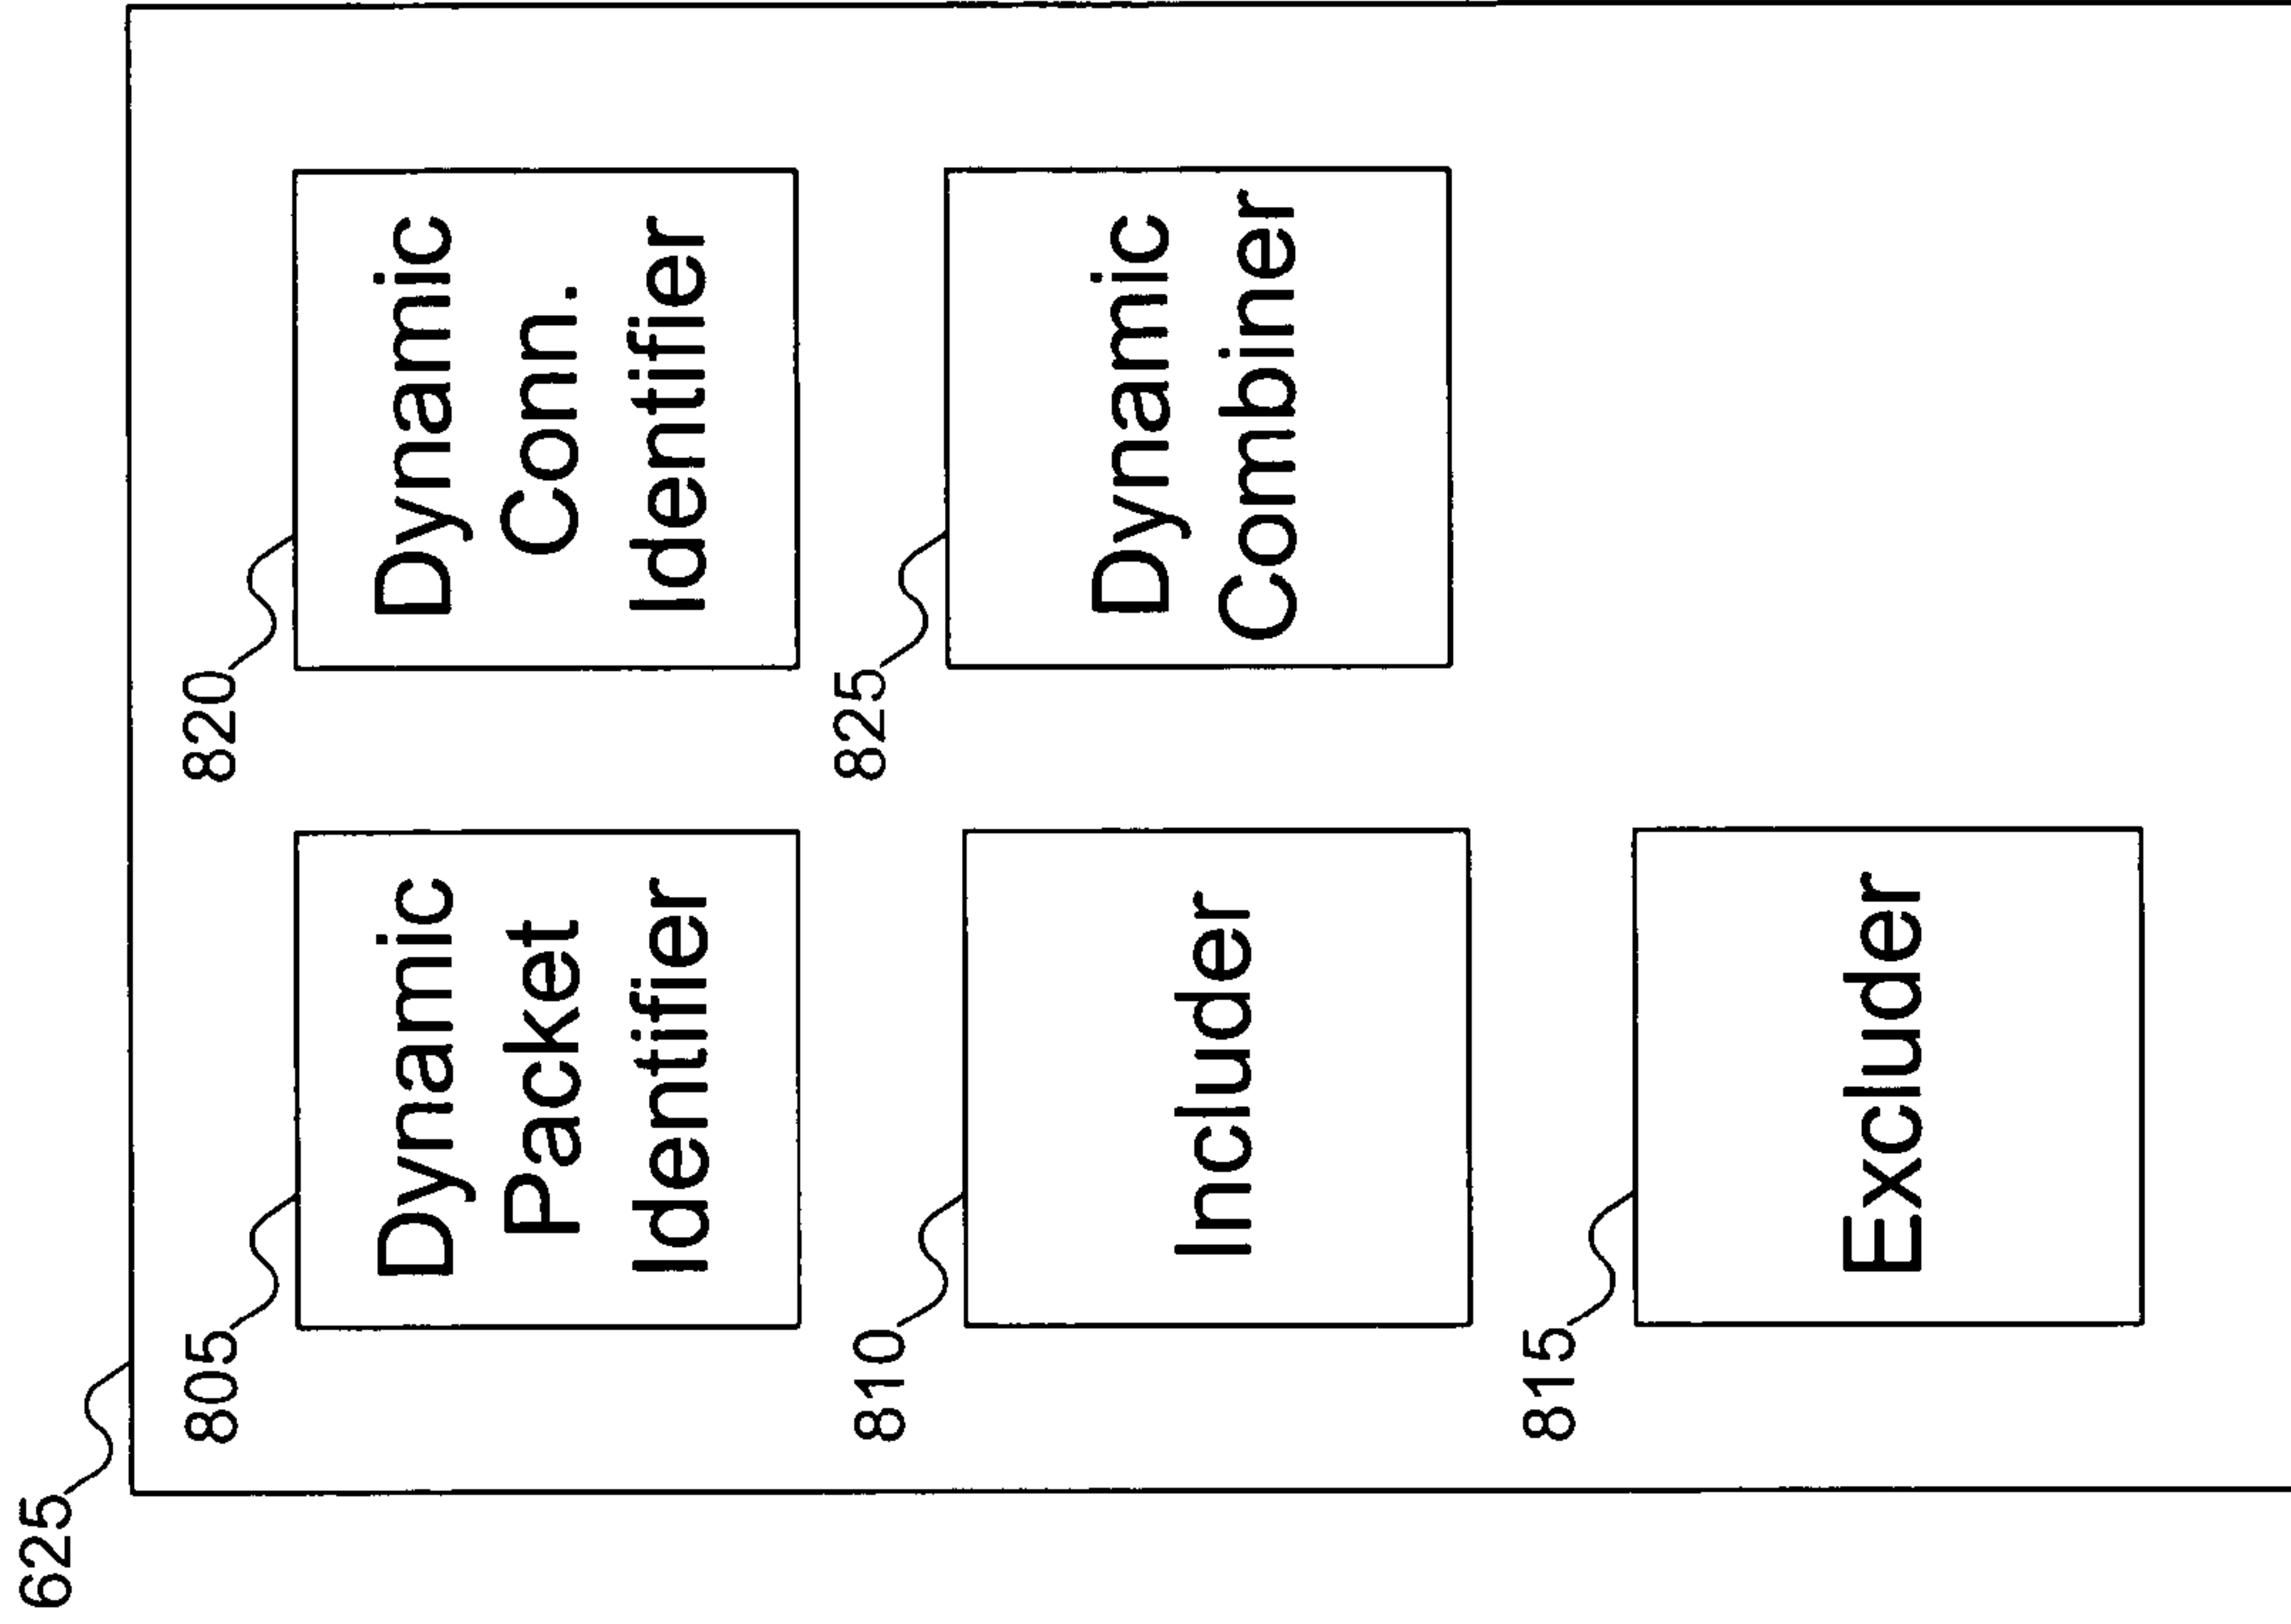 625
805
Dynamic
Packet
Identifier
820
Dynamic
Conn.
Identifier
810
Includer
825
Dynamic
Combiner
815
Excluder